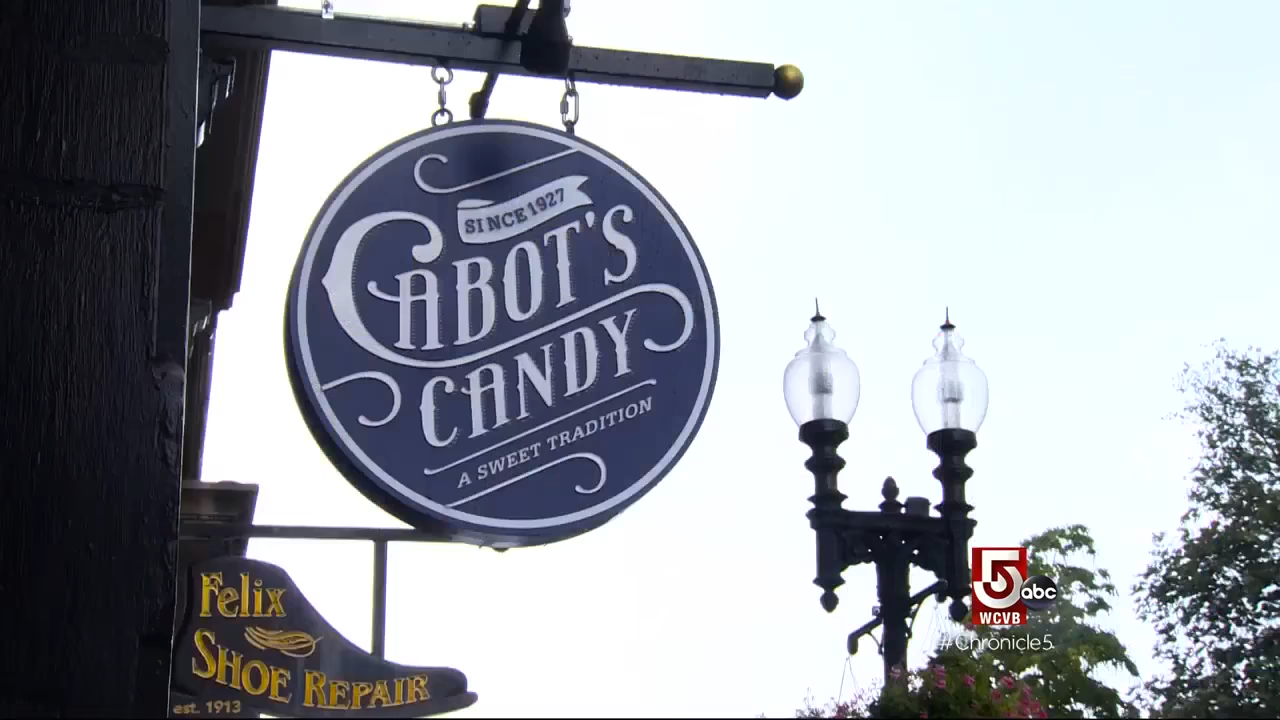 SINCE 1927
CABOT'S
CANDY
A SWEET TRADITION
Felix
SHOE REPAIR
est. 1913
5 abc
WCVB
#Chronicle5